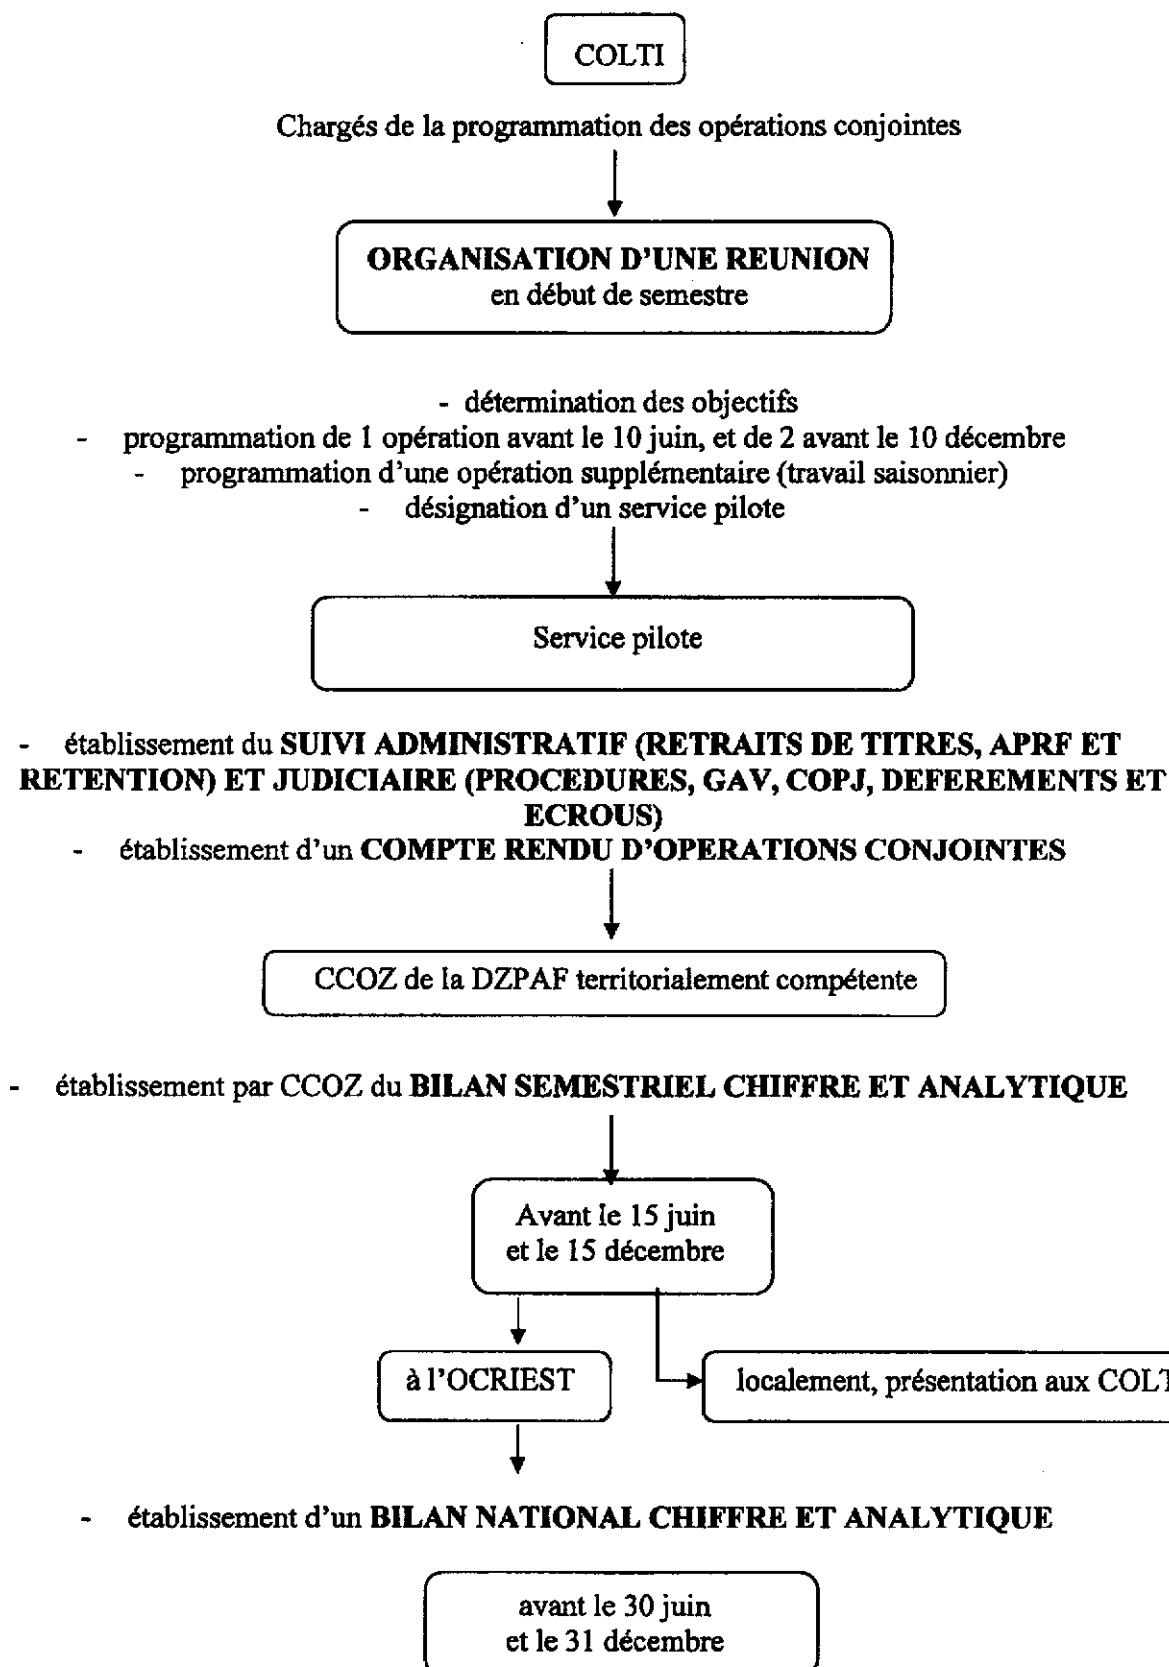 COLTI
Chargés de la programmation des opérations conjointes
ORGANISATION D'UNE REUNION
en début de semestre
- détermination des objectifs
- programmation de 1 opération avant le 10 juin, et de 2 avant le 10 décembre
- programmation d'une opération supplémentaire (travail saisonnier)
- désignation d'un service pilote
Service pilote
- établissement du SUIVI ADMINISTRATIF (RETRAITS DE TITRES, APRF ET
RETENTION) ET JUDICIAIRE (PROCEDURES, GAV, COPJ, DEFEREMENTS ET
ECROUS)
- établissement d'un COMPTE RENDU D'OPERATIONS CONJOINTES
CCOZ de la DZPAF territorialement compétente
- établissement par CCOZ du BILAN SEMESTRIEL CHIFFRE ET ANALYTIQUE
Avant le 15 juin
et le 15 décembre
à l'OCRIEST
localement, présentation aux COLT
- établissement d'un BILAN NATIONAL CHIFFRE ET ANALYTIQUE
avant le 30 juin
et le 31 décembre